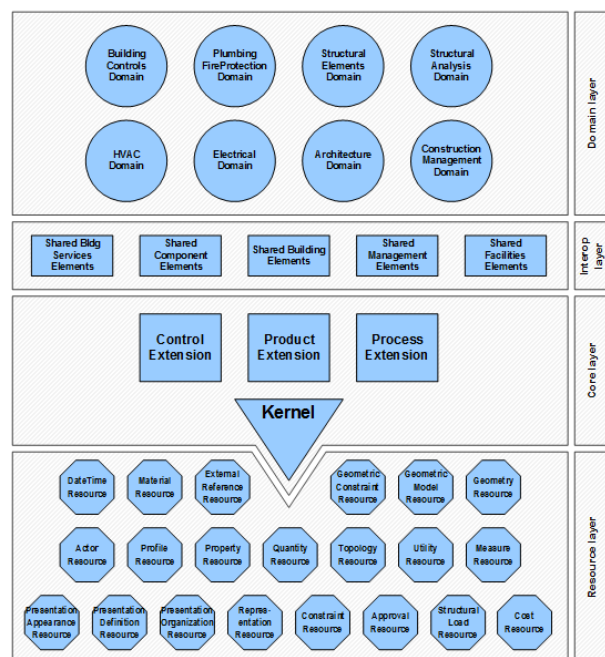 Building
Controls
Domain
Plumbing
FireProtection
Domain
Structural
Elements
Domain
Structural
Analysis
Domain
HVAC
Domain
Electrical
Domain
Architecture
Domain
Construction
Management
Domain
Domain layer
Shared Bldg
Services
Elements
Shared
Component
Elements
Shared Building
Elements
Shared
Management
Elements
Shared
Facilities
Elements
Interop
layer
Control
Extension
Product
Extension
Process
Extension
Kernel
Core layer
DateTime
Resource
Material
Resource
External
Reference
Resource
Geometric
Constraint
Resource
Geometric
Model
Resource
Geometry
Resource
Actor
Resource
Profile
Resource
Property
Resource
Quantity
Resource
Topology
Resource
Utility
Resource
Measure
Resource
Presentation
Appearance
Resource
Presentation
Definition
Resource
Presentation
Organization
Resource
Repres-
entation
Resource
Constraint
Resource
Approval
Resource
Structural
Load
Resource
Cost
Resource
Resource layer